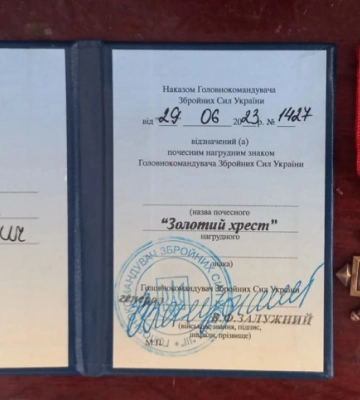 Наказом Головнокомандувача
Збройних Сил України
від "29" 06 2023р. № 1427
відзначений (а)
почесним нагрудним знаком
Головнокомандувача Збройних Сил України
(назва почесного
“Золотий хрест”
нагрудного
знака)
Головнокомандувач Збройних Сил України
генерал
В.Ф.ЗАЛУЖНИЙ
(військове звання, підпис,
ініціали, прізвище)
М.П.